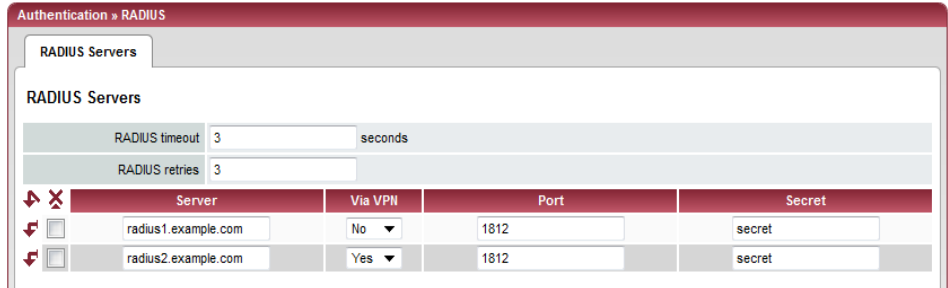 Authentication » RADIUS
RADIUS Servers
RADIUS Servers
RADIUS timeout 3 seconds
RADIUS retries 3
Server Via VPN Port Secret
radius1.example.com No 1812 secret
radius2.example.com Yes 1812 secret